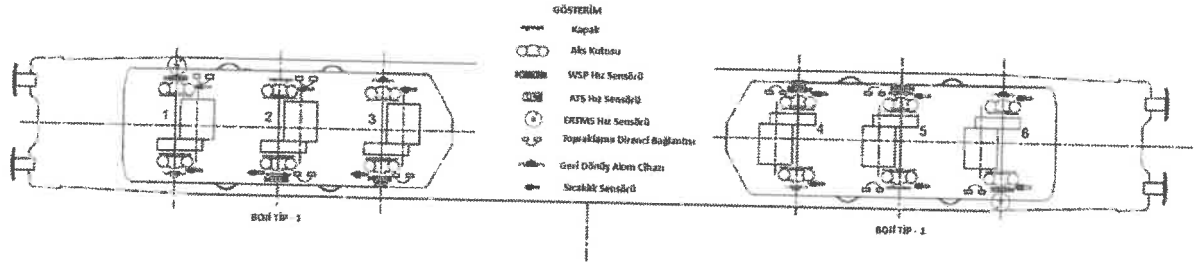 GÖSTERİM
Kapak
Aks Kutusu
WSP Hız Sensörü
ATS Hız Sensörü
ERTMS Hız Sensörü
Topraklama Direnci Bağlantısı
Geri Dönüş Akım Cihazı
Sıcaklık Sensörü
1
2
3
4
5
6
BOJİ TİP - 1
BOJİ TİP - 1